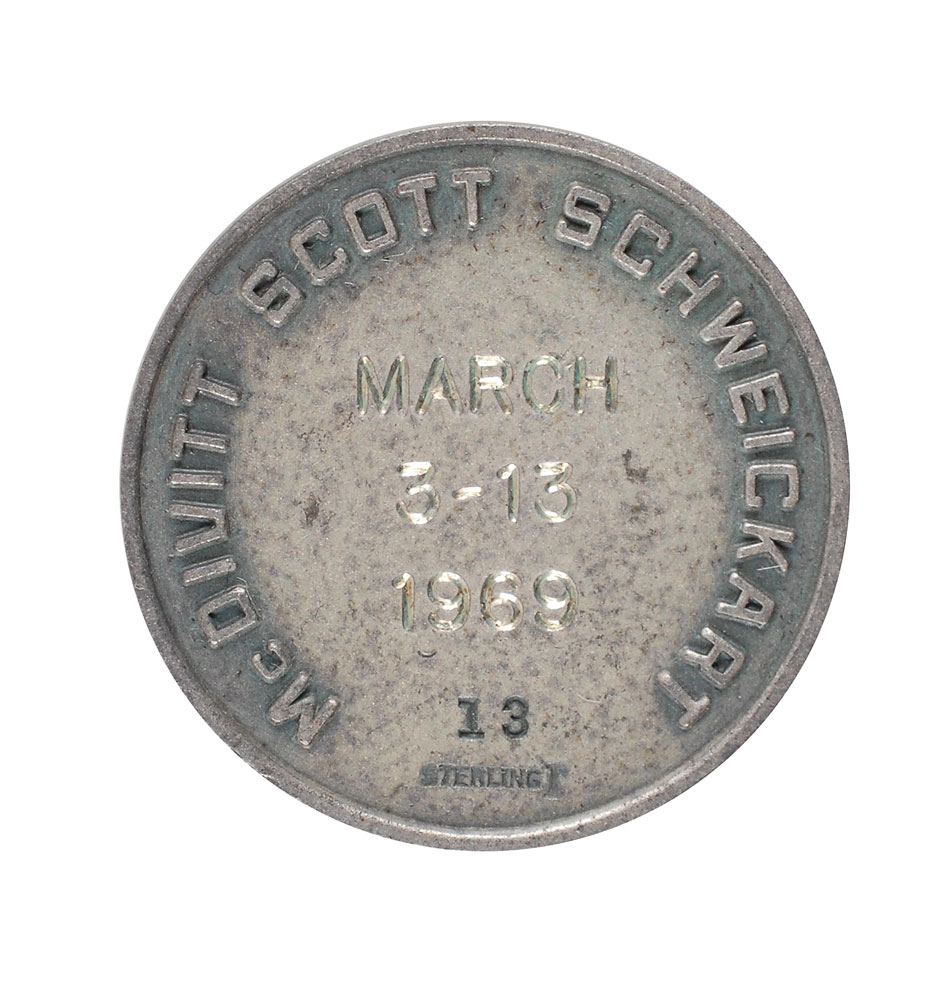 McDIVITT SCOTT SCHWEICKART
MARCH
3-13
1969
13
STERLING